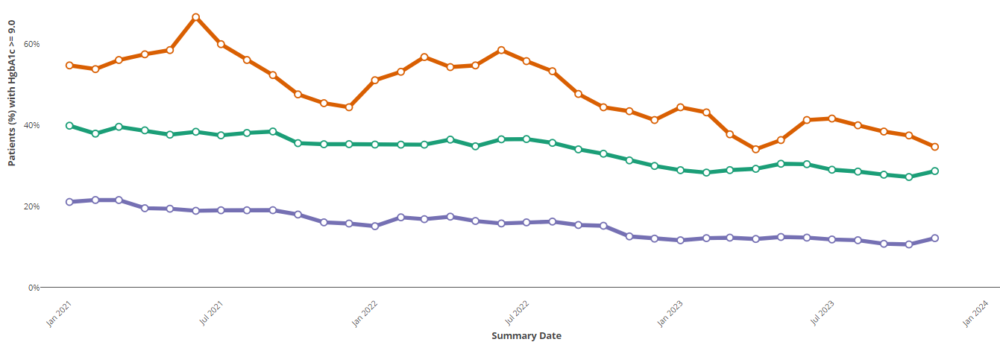 Patients (%) with HgbA1c >= 9.0
60%
40%
20%
0%
Jan 2021
Jul 2021
Jan 2022
Jul 2022
Jan 2023
Jul 2023
Jan 2024
Summary Date